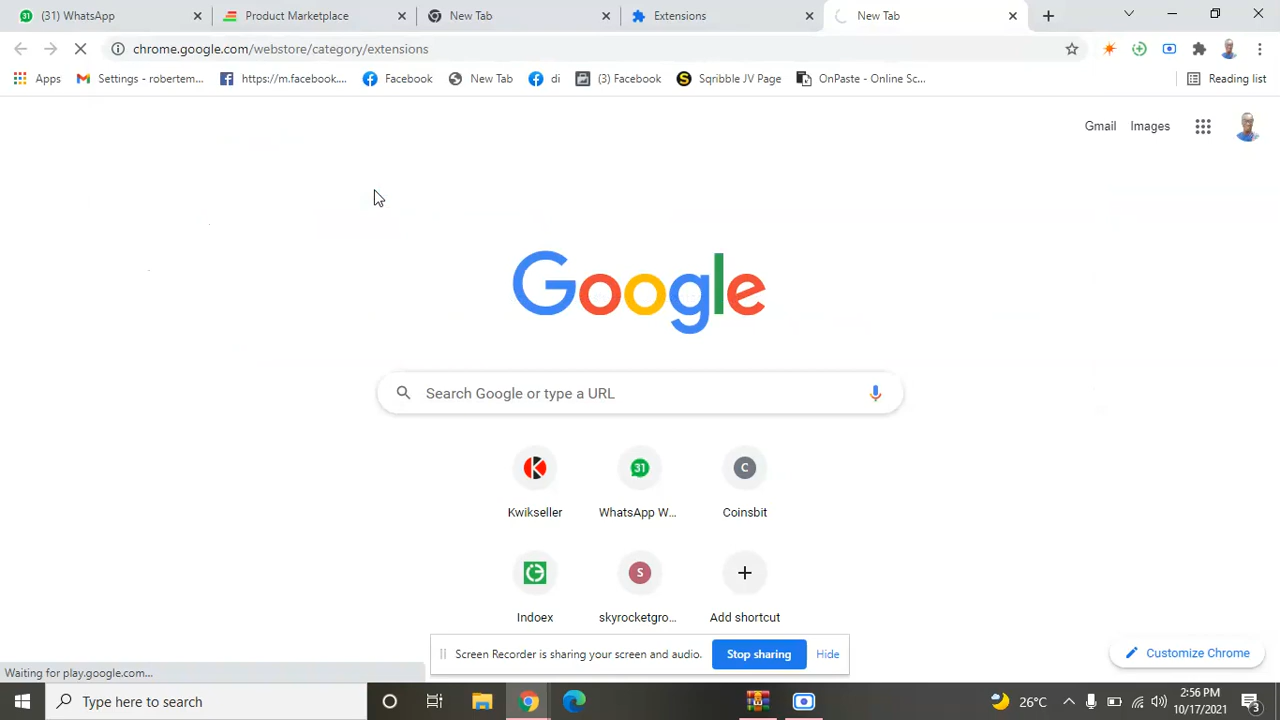 (31) WhatsApp
Product Marketplace
New Tab
Extensions
New Tab
chrome.google.com/webstore/category/extensions
Apps
Settings - robertem...
https://m.facebook....
Facebook
New Tab
di
(3) Facebook
Sqribble JV Page
OnPaste - Online Sc...
Reading list
Gmail
Images
Google
Search Google or type a URL
31
C
Kwikseller
WhatsApp W...
Coinsbit
S
Indoex
skyrocketgro...
Add shortcut
Screen Recorder is sharing your screen and audio.
Stop sharing
Hide
Customize Chrome
Waiting for play.google.com...
Type here to search
26°C
2:56 PM
10/17/2021
3